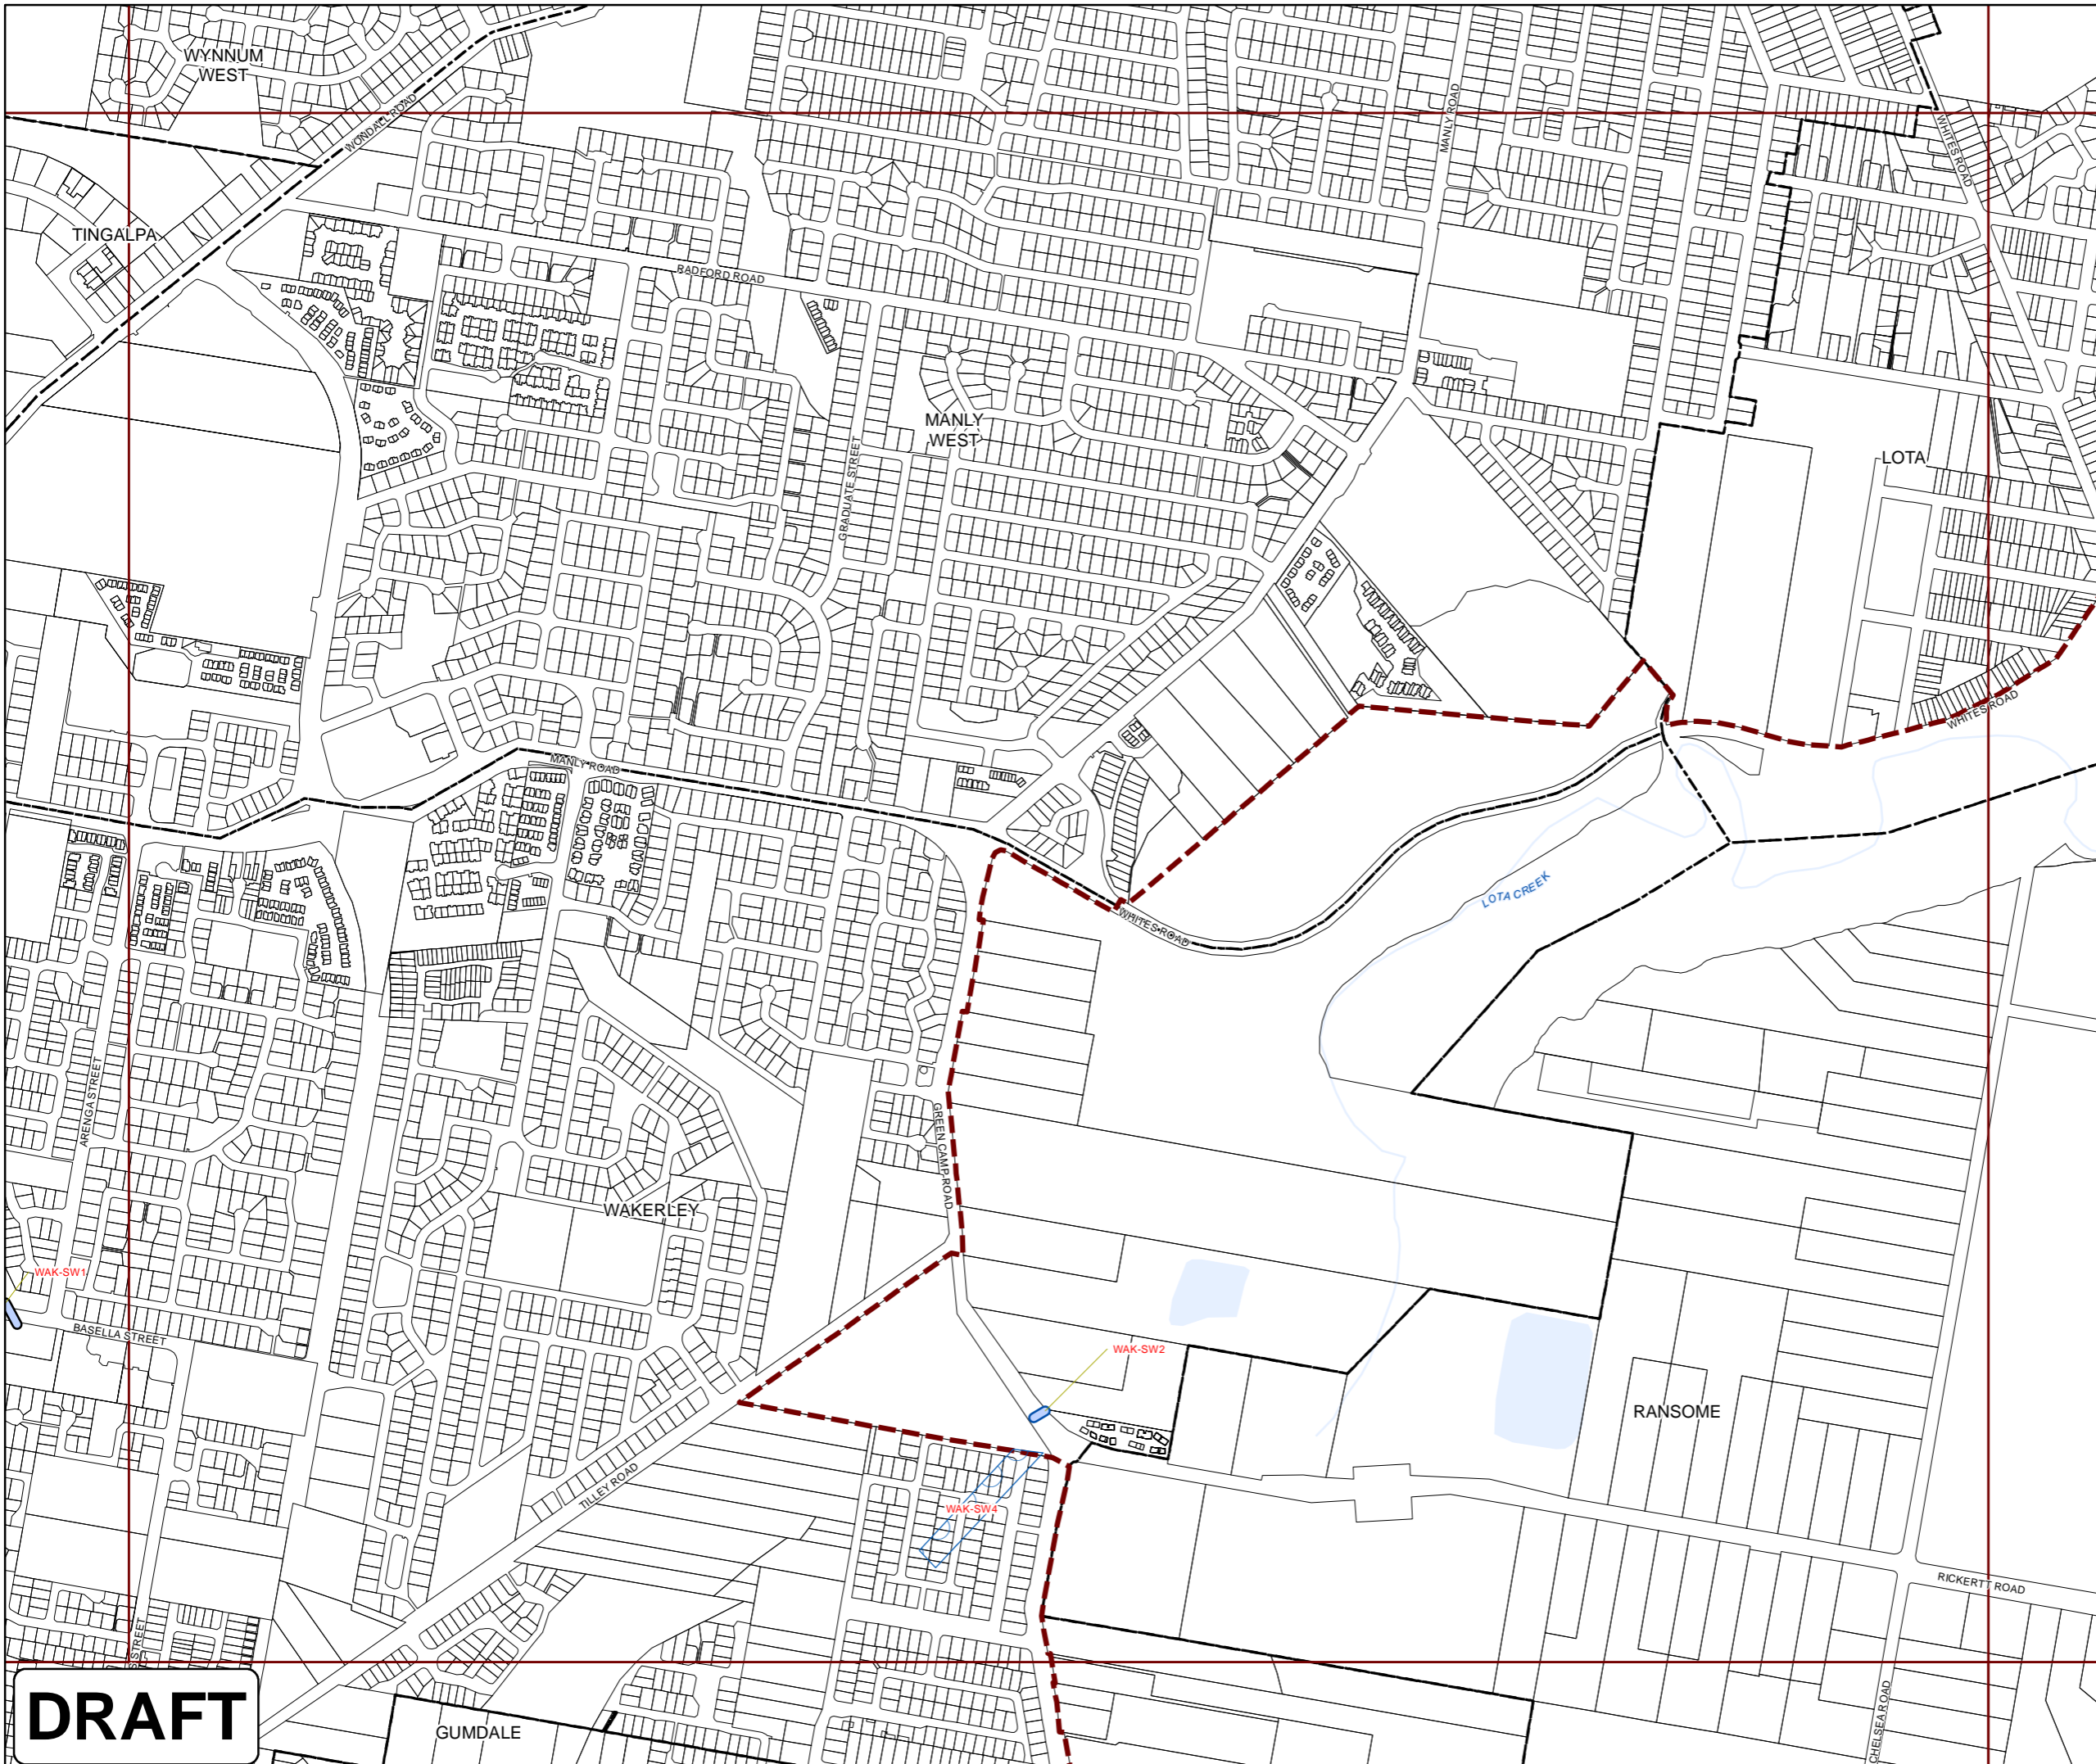 WYNNUM
WEST
WONDALL ROAD
MANLY ROAD
WHITES ROAD
TINGALPA
RADFORD ROAD
MANLY
WEST
GRADUATE STREET
LOTA
WHITES ROAD
MANLY ROAD
LOTA CREEK
WHITES ROAD
ARENGA STREET
GREEN CAMP ROAD
WAKERLEY
WAK-SW1
BASELLA STREET
WAK-SW2
RANSOME
TILLEY ROAD
WAK-SW4
RICKERTT ROAD
STREET
CHELSEA ROAD
DRAFT
GUMDALE